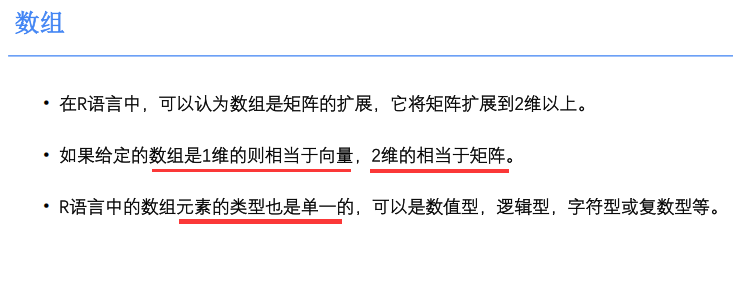 数组
• 在R语言中，可以认为数组是矩阵的扩展，它将矩阵扩展到2维以上。
• 如果给定的数组是1维的则相当于向量，2维的相当于矩阵。
• R语言中的数组元素的类型也是单一的，可以是数值型，逻辑型，字符型或复数型等。